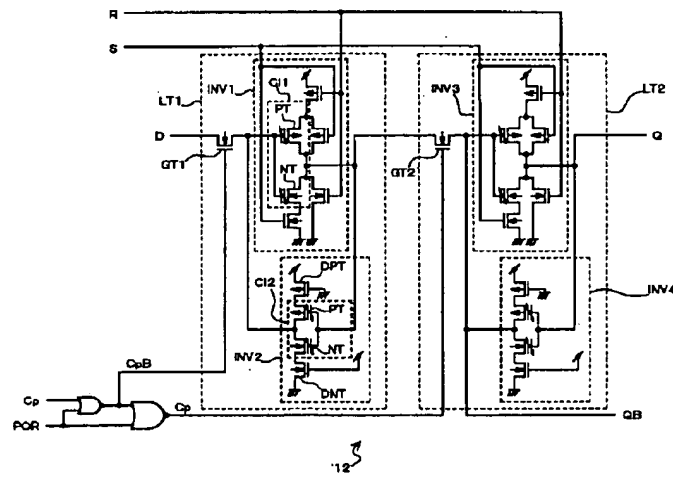 R
S
INV1
CI1
PT
LT1
D
GT1
NT
INV3
LT2
Q
GT2
CI2
DPT
PT
NT
INV2
DNT
INV4
CpB
Cp
Cp
POR
QB
12